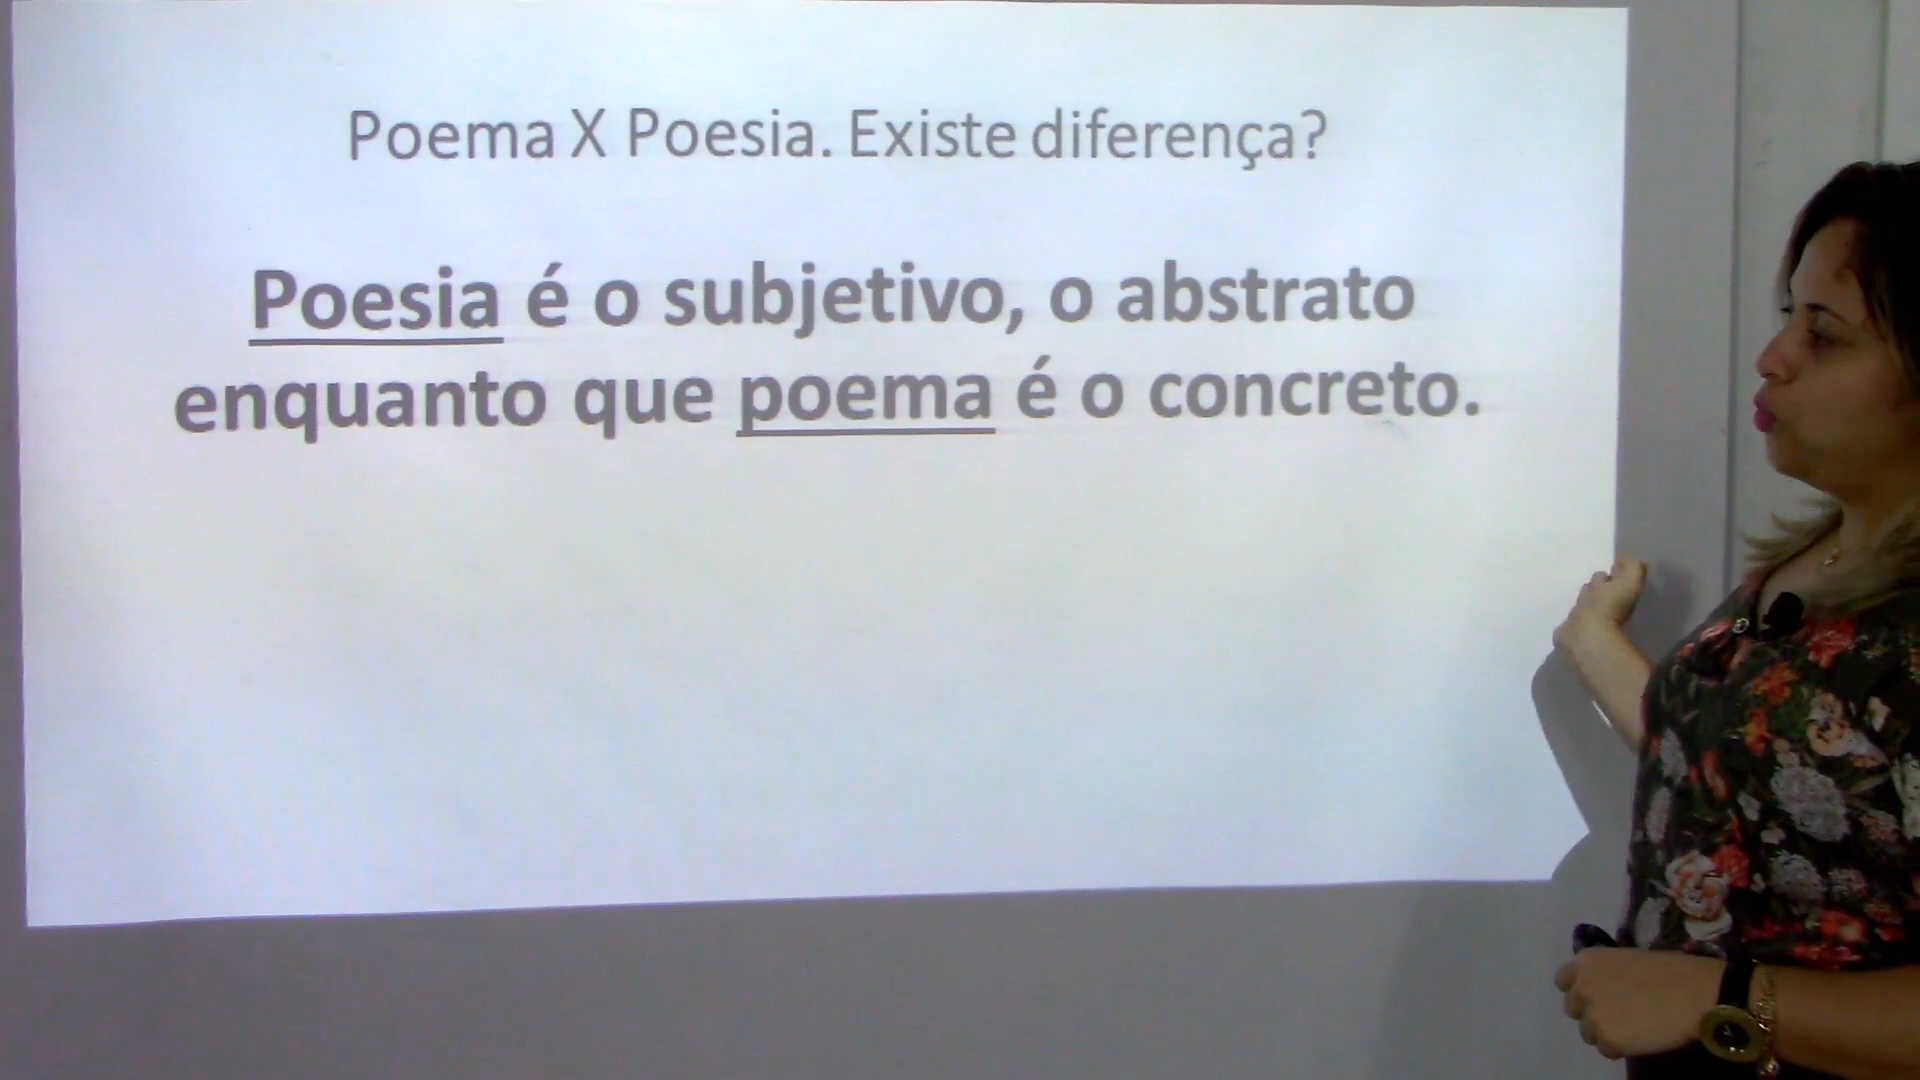 Poema X Poesia. Existe diferença?
Poesia é o subjetivo, o abstrato
enquanto que poema é o concreto.